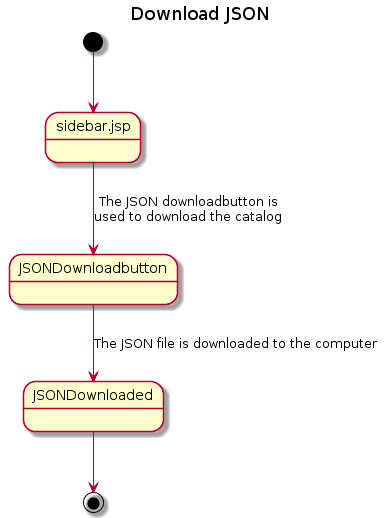 Download JSON
sidebar.jsp
The JSON downloadbutton is
used to download the catalog
JSONDownloadbutton
The JSON file is downloaded to the computer
JSONDownloaded